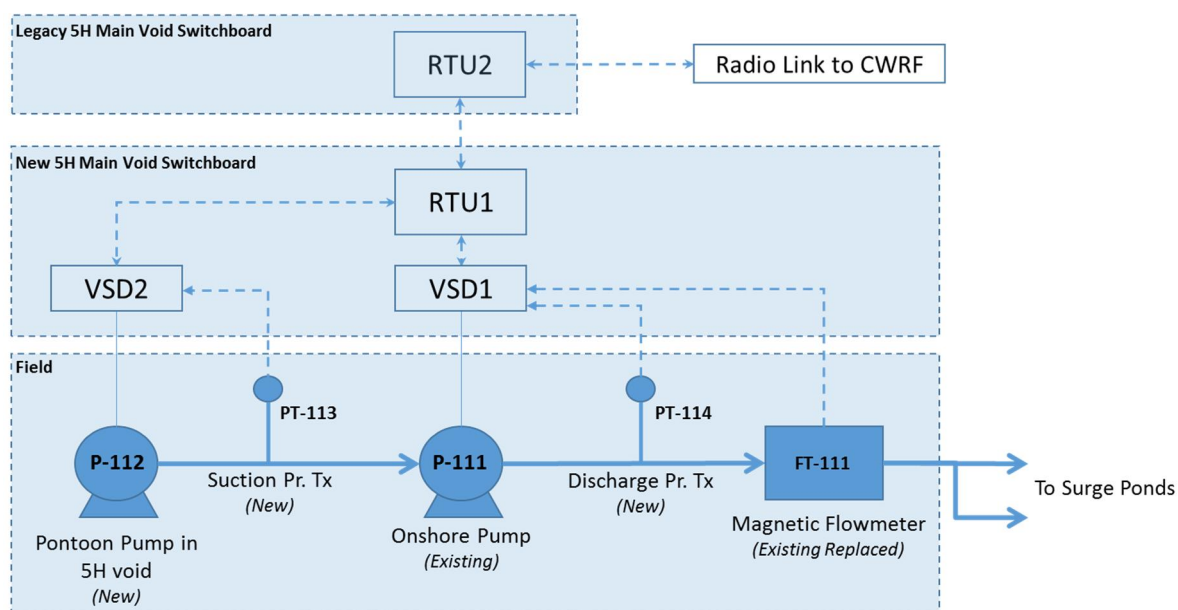 Legacy 5H Main Void Switchboard
RTU2
Radio Link to CWRF
New 5H Main Void Switchboard
RTU1
VSD2
VSD1
Field
PT-113
PT-114
P-112
P-111
FT-111
Suction Pr. Tx
(New)
Discharge Pr. Tx
(New)
To Surge Ponds
Pontoon Pump in
5H void
(New)
Onshore Pump
(Existing)
Magnetic Flowmeter
(Existing Replaced)